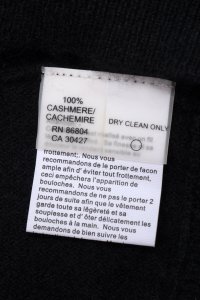 100%
CASHMERE/
CACHEMIRE
RN 86804
CA 30427
DRY CLEAN ONLY
frottement;. Nous vous
recommandons de le porter de facon
ample afin d' éviter tout frottement,
ceci empêchera l'apparition de
bouloches. Nous vous
recommandons de ne pas le porter 2
jours de suite afin que le vêtement
garde toute sa légèreté et sa
souplesse et d' ôter délicatement les
bouloches à la main. Nous vous
demandons de bien suivre les